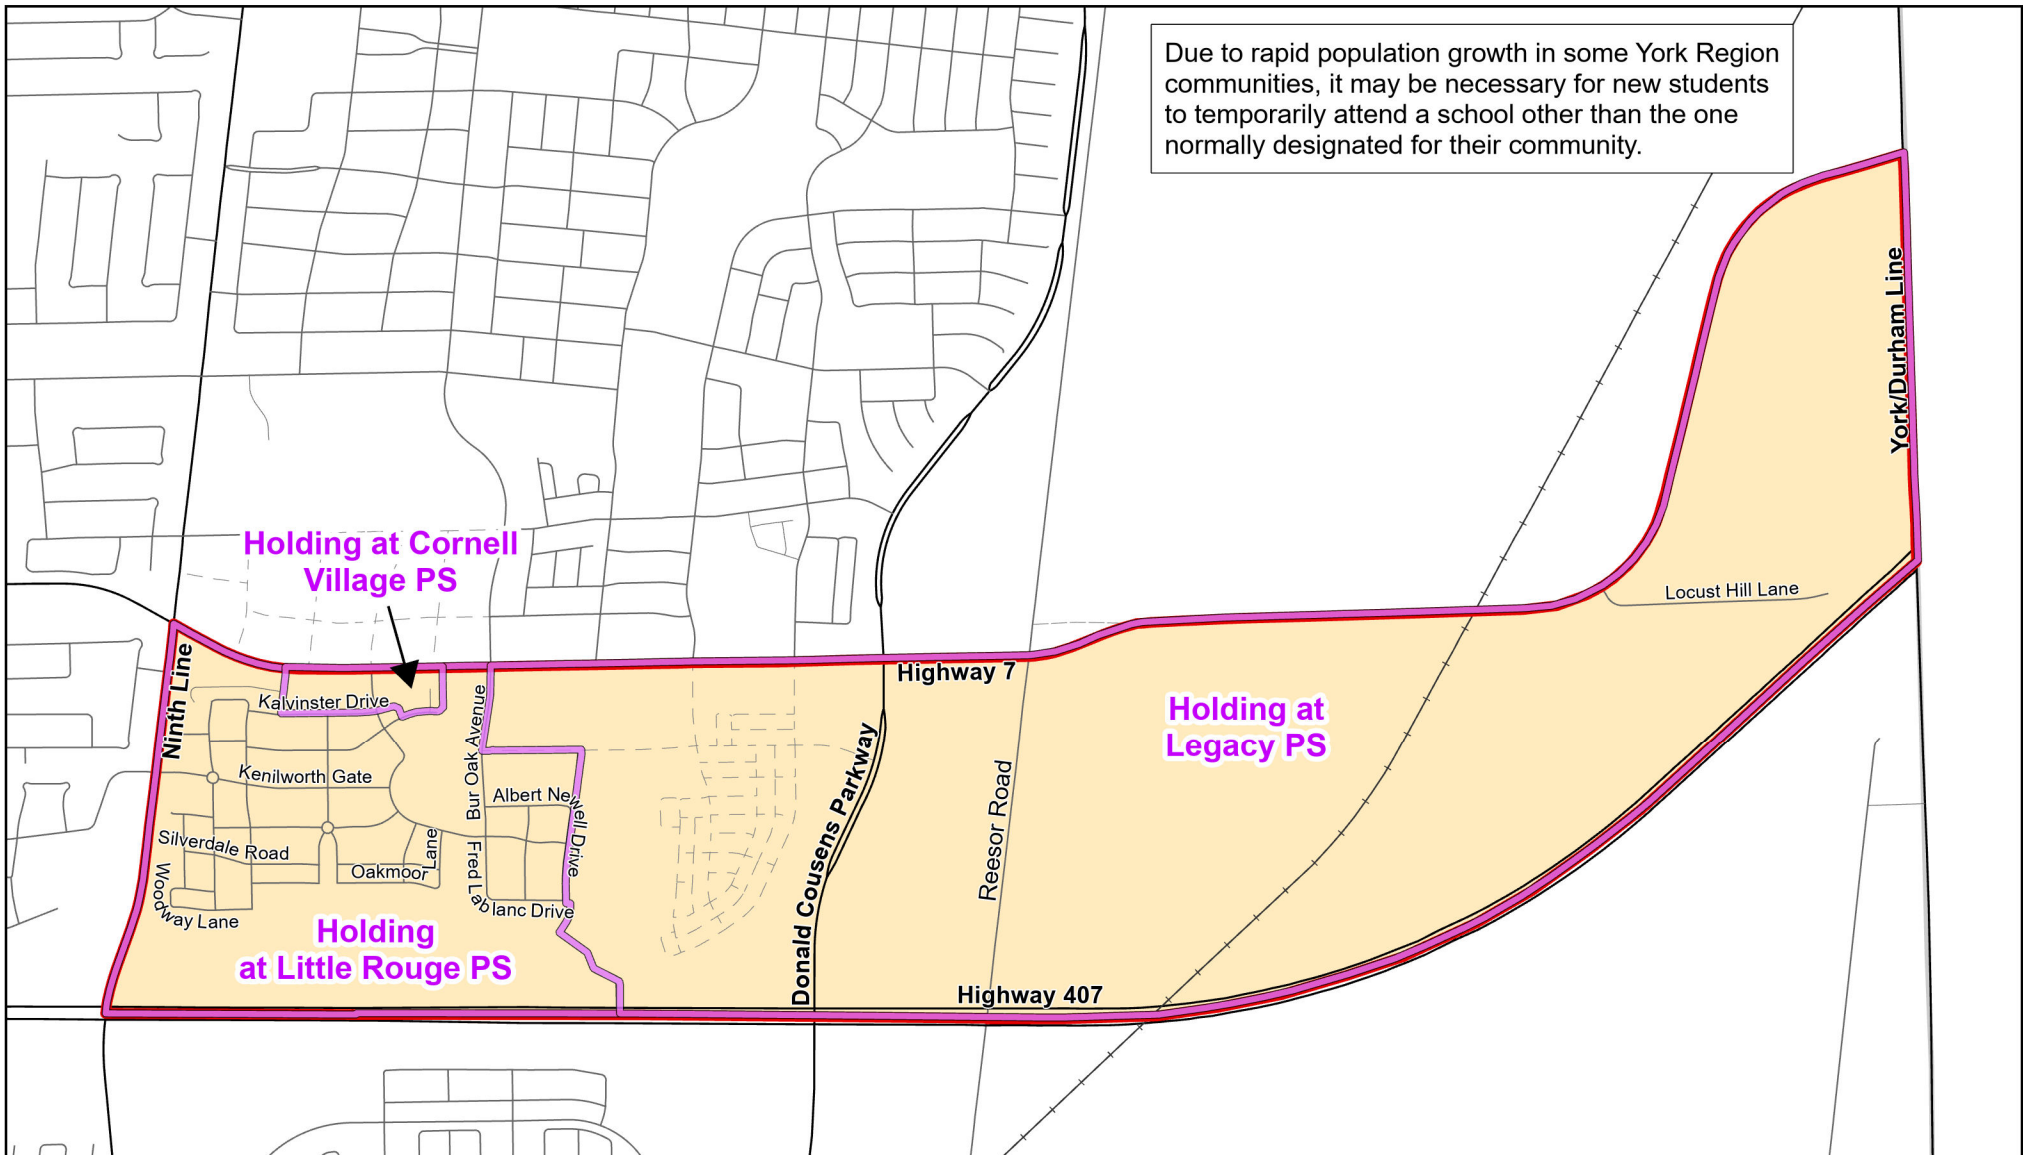 Due to rapid population growth in some York Region
communities, it may be necessary for new students
to temporarily attend a school other than the one
normally designated for their community.
York/Durham Line
Holding at Cornell
Village PS
Locust Hill Lane
Ninth Line
Highway 7
Kalvinster Drive
Bur Oak Avenue
Holding at
Legacy PS
Kenilworth Gate
Albert Newell Drive
Donald Cousens Parkway
Reesor Road
Silverdale Road
Oakmoor Lane
Fred Lablanc Drive
Woodway Lane
Holding
at Little Rouge PS
Highway 407